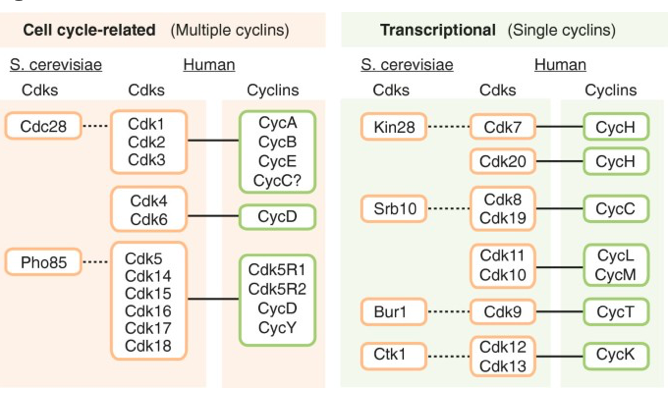 Cell cycle-related (Multiple cyclins)
S. cerevisiae Human
Cdks Cdks Cyclins
Cdc28
Cdk1
Cdk2
Cdk3
CycA
CycB
CycE
CycC?
Cdk4
Cdk6
CycD
Pho85
Cdk5
Cdk14
Cdk15
Cdk16
Cdk17
Cdk18
Cdk5R1
Cdk5R2
CycD
CycY
Transcriptional (Single cyclins)
S. cerevisiae Human
Cdks Cdks Cyclins
Kin28 Cdk7 CycH
Cdk20 CycH
Srb10
Cdk8
Cdk19
CycC
Cdk11
Cdk10
CycL
CycM
Bur1 Cdk9 CycT
Ctk1
Cdk12
Cdk13
CycK